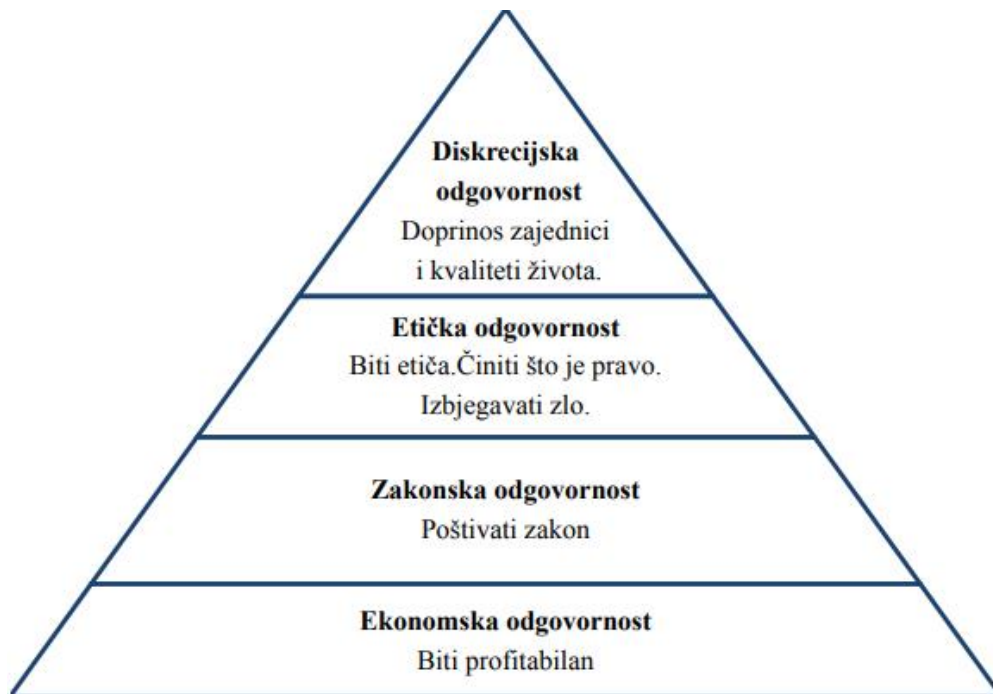 Diskrecijska
odgovornost
Doprinos zajednici
i kvaliteti života.
Etička odgovornost
Biti etiča.Činiti što je pravo.
Izbjegavati zlo.
Zakonska odgovornost
Poštivati zakon
Ekonomska odgovornost
Biti profitabilan